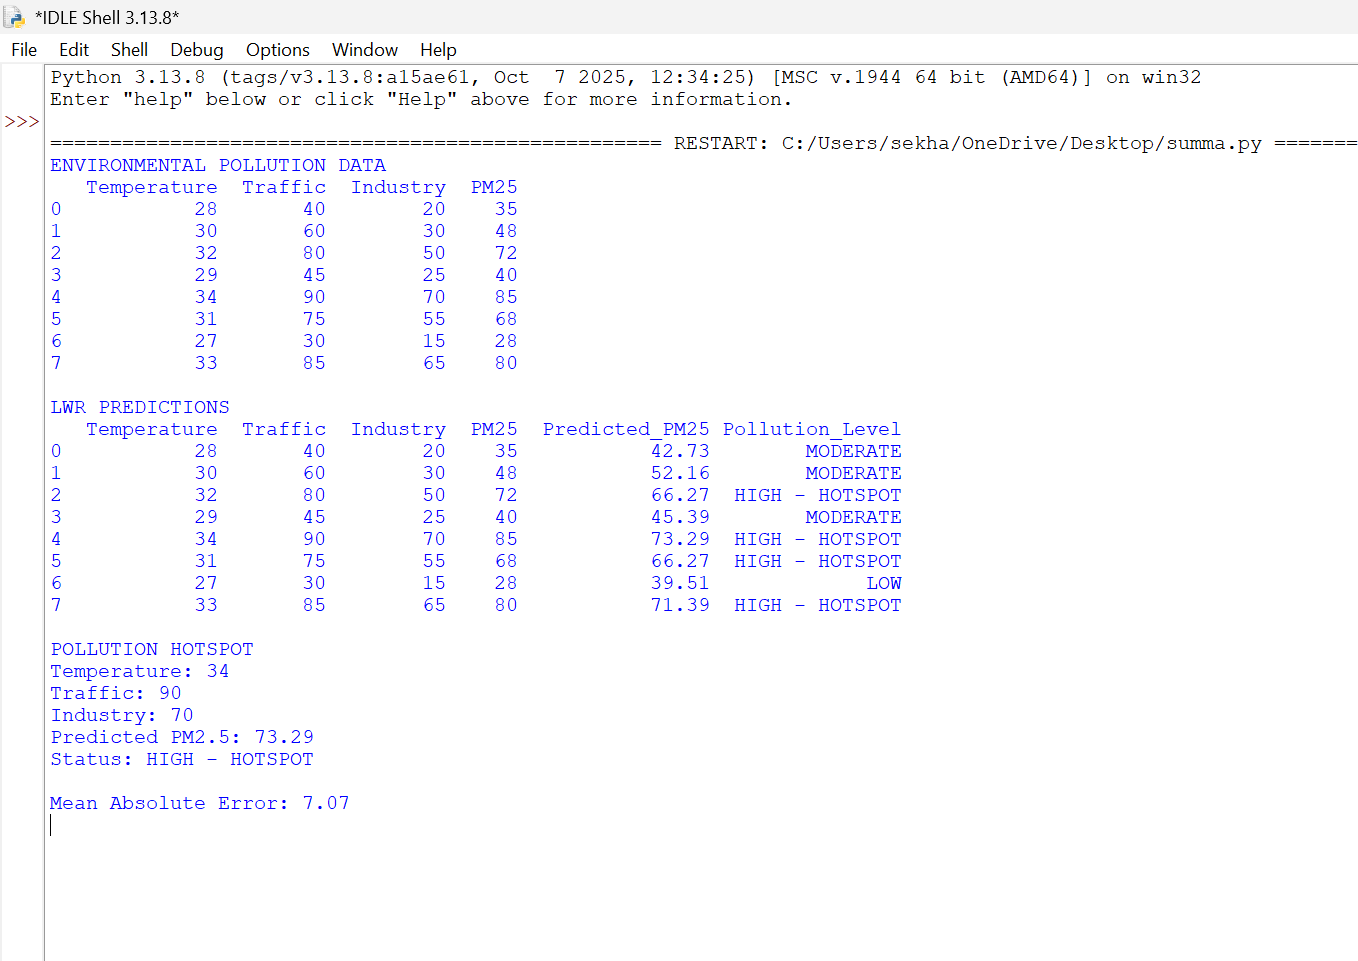 *IDLE Shell 3.13.8*
File Edit Shell Debug Options Window Help
Python 3.13.8 (tags/v3.13.8:a15ae61, Oct  7 2025, 12:34:25) [MSC v.1944 64 bit (AMD64)] on win32
Enter "help" below or click "Help" above for more information.
>>>
=================================================== RESTART: C:/Users/sekha/OneDrive/Desktop/summa.py =======
ENVIRONMENTAL POLLUTION DATA
   Temperature  Traffic  Industry  PM25
0           28       40        20    35
1           30       60        30    48
2           32       80        50    72
3           29       45        25    40
4           34       90        70    85
5           31       75        55    68
6           27       30        15    28
7           33       85        65    80
LWR PREDICTIONS
   Temperature  Traffic  Industry  PM25  Predicted_PM25 Pollution_Level
0           28       40        20    35           42.73        MODERATE
1           30       60        30    48           52.16        MODERATE
2           32       80        50    72           66.27  HIGH - HOTSPOT
3           29       45        25    40           45.39        MODERATE
4           34       90        70    85           73.29  HIGH - HOTSPOT
5           31       75        55    68           66.27  HIGH - HOTSPOT
6           27       30        15    28           39.51             LOW
7           33       85        65    80           71.39  HIGH - HOTSPOT
POLLUTION HOTSPOT
Temperature: 34
Traffic: 90
Industry: 70
Predicted PM2.5: 73.29
Status: HIGH - HOTSPOT
Mean Absolute Error: 7.07